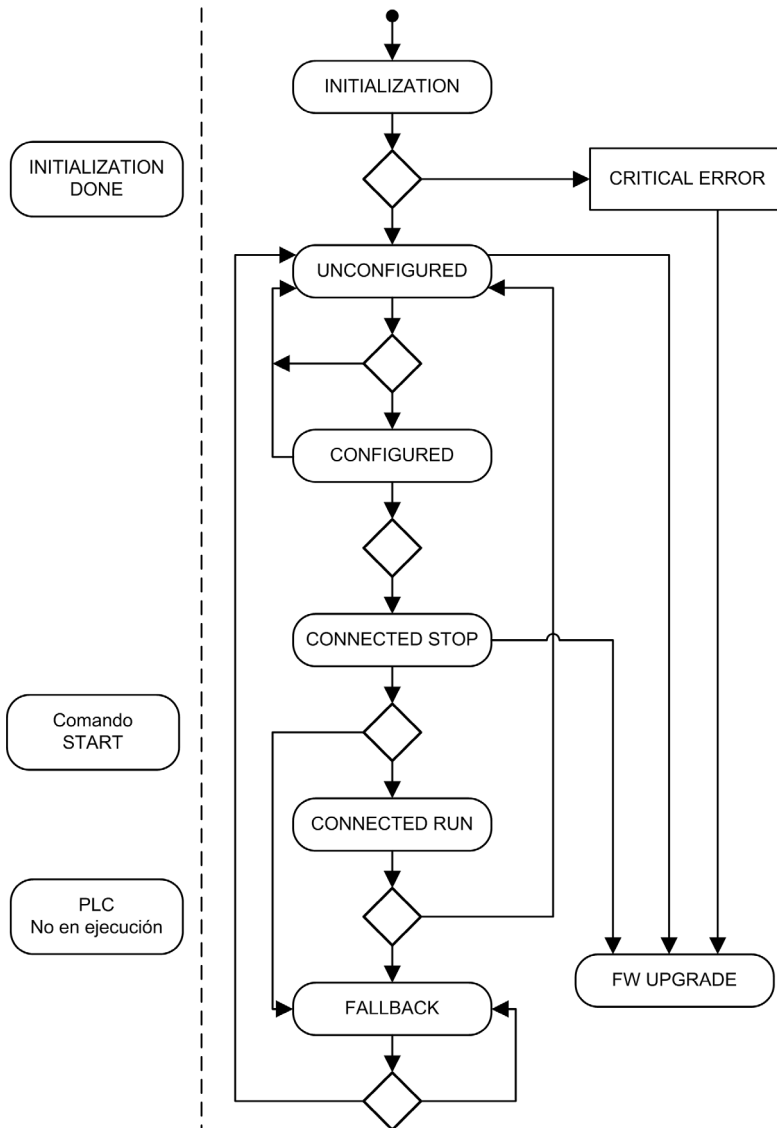 INITIALIZATION
INITIALIZATION
DONE
CRITICAL ERROR
UNCONFIGURED
CONFIGURED
CONNECTED STOP
Comando
START
CONNECTED RUN
PLC
No en ejecución
FW UPGRADE
FALLBACK